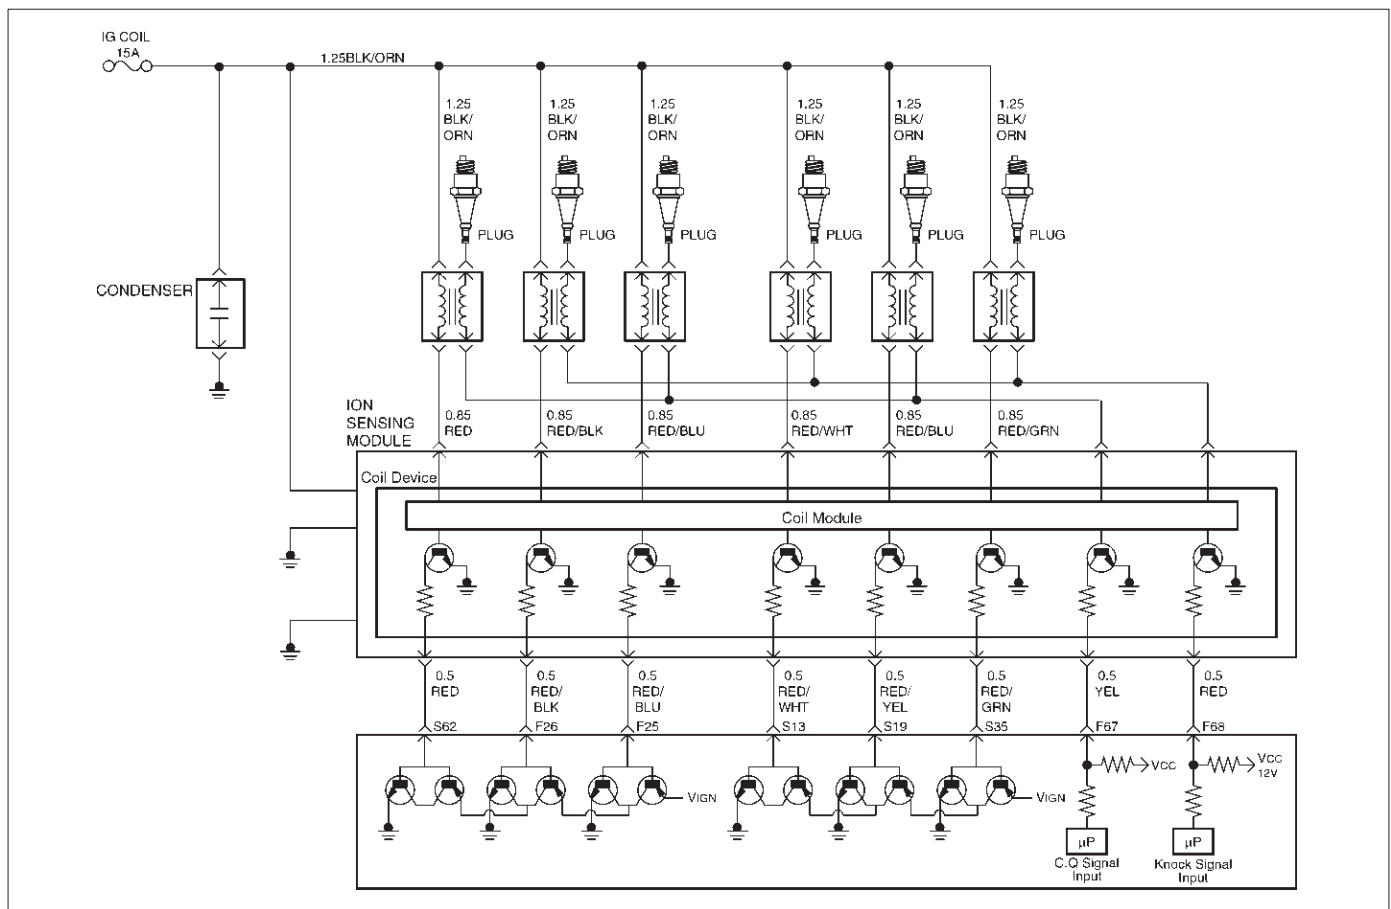 IG COIL
15A
1.25BLK/ORN
1.25
BLK/
ORN
1.25
BLK/
ORN
1.25
BLK/
ORN
1.25
BLK/
ORN
1.25
BLK/
ORN
1.25
BLK/
ORN
PLUG
PLUG
PLUG
PLUG
PLUG
PLUG
CONDENSER
ION
SENSING
MODULE
0.85
RED
0.85
RED/BLK
0.85
RED/BLU
0.85
RED/WHT
0.85
RED/BLU
0.85
RED/GRN
Coil Device
Coil Module
0.5
RED
0.5
RED/
BLK
0.5
RED/
BLU
0.5
RED/
WHT
0.5
RED/
YEL
0.5
RED/
GRN
0.5
YEL
0.5
RED
S62
F26
F25
S13
S19
S35
F67
F68
VIGN
VIGN
VCC
VCC
12V
µP
C.Q Signal
Input
µP
Knock Signal
Input